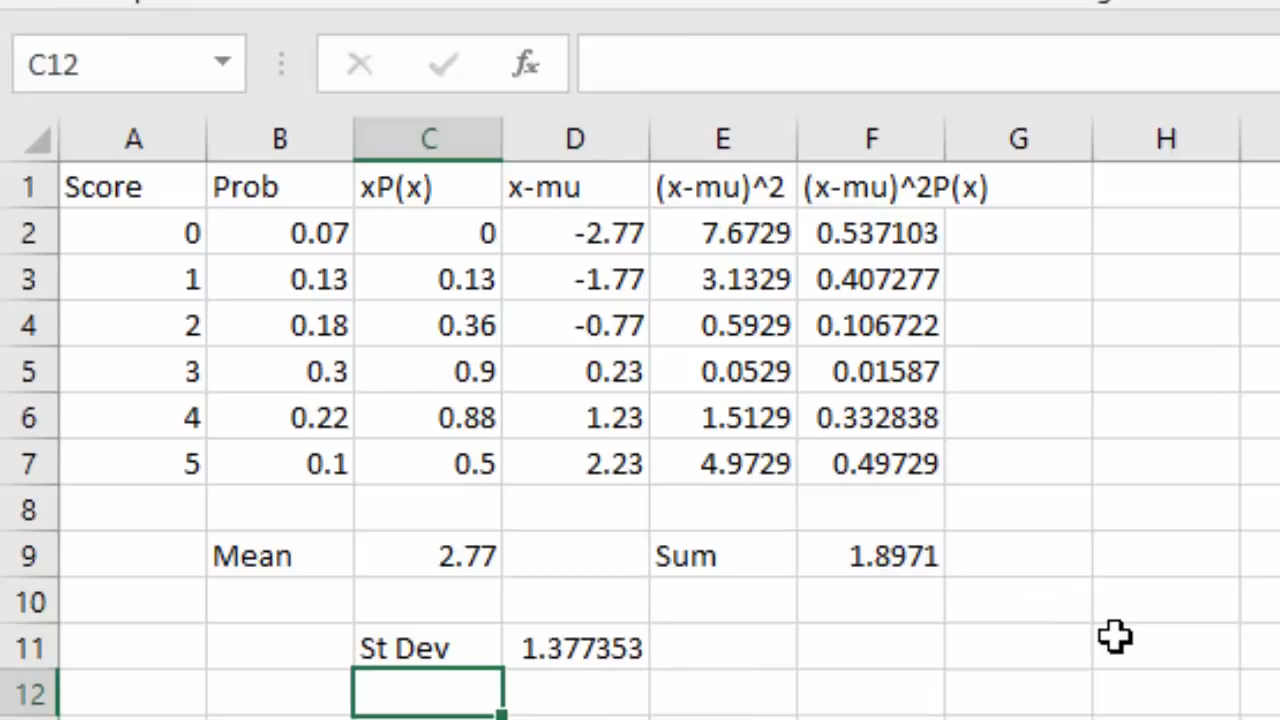 C12 fx
A B C D E F G H
1 Score Prob xP(x) x-mu (x-mu)^2 (x-mu)^2P(x)
2 0 0.07 0 -2.77 7.6729 0.537103
3 1 0.13 0.13 -1.77 3.1329 0.407277
4 2 0.18 0.36 -0.77 0.5929 0.106722
5 3 0.3 0.9 0.23 0.0529 0.01587
6 4 0.22 0.88 1.23 1.5129 0.332838
7 5 0.1 0.5 2.23 4.9729 0.49729
8
9 Mean 2.77 Sum 1.8971
10
11 St Dev 1.377353
12